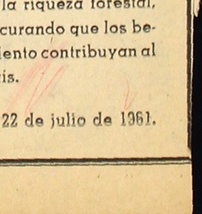 la riqueza forestal,
curando que los be-
iento contribuyan al
is.
22 de julio de 1961.